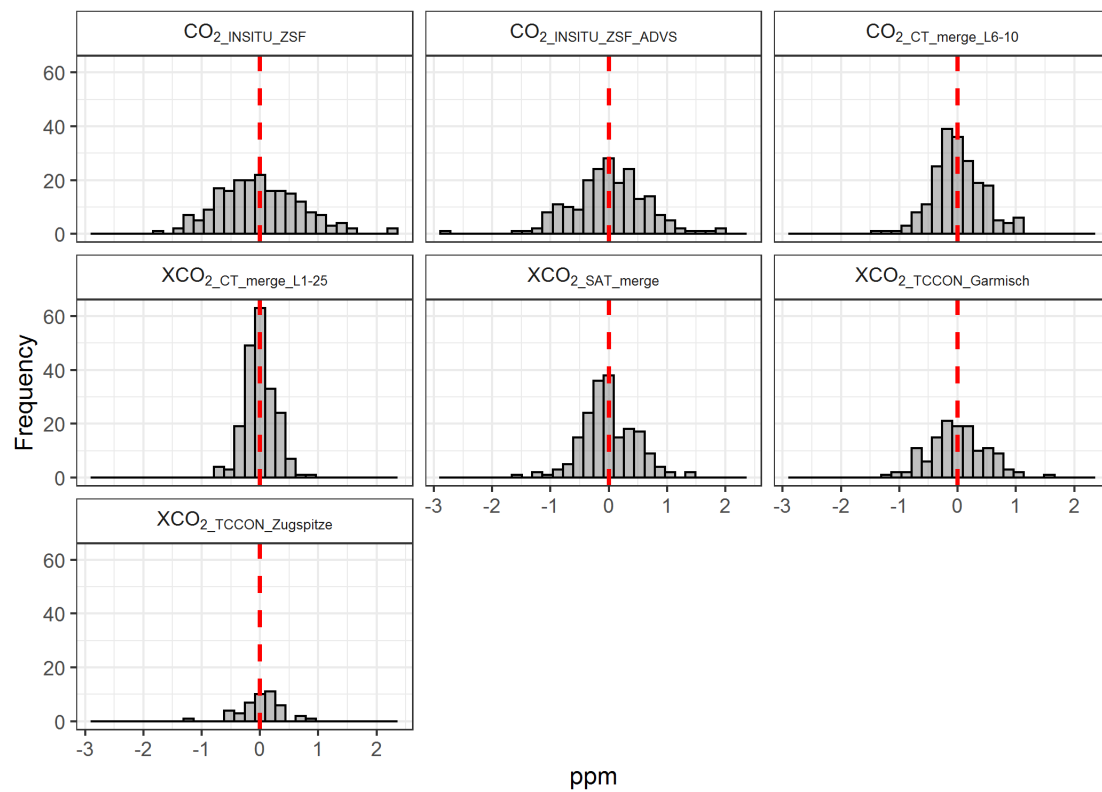 CO2_INSITU_ZSF CO2_INSITU_ZSF_ADVS CO2_CT_merge_L6-10
60
40
20
0
XCO2_CT_merge_L1-25 XCO2_SAT_merge XCO2_TCCON_Garmisch
60
40
20
0
-3 -2 -1 0 1 2 -3 -2 -1 0 1 2
XCO2_TCCON_Zugspitze
60
40
20
0
-3 -2 -1 0 1 2
Frequency
ppm